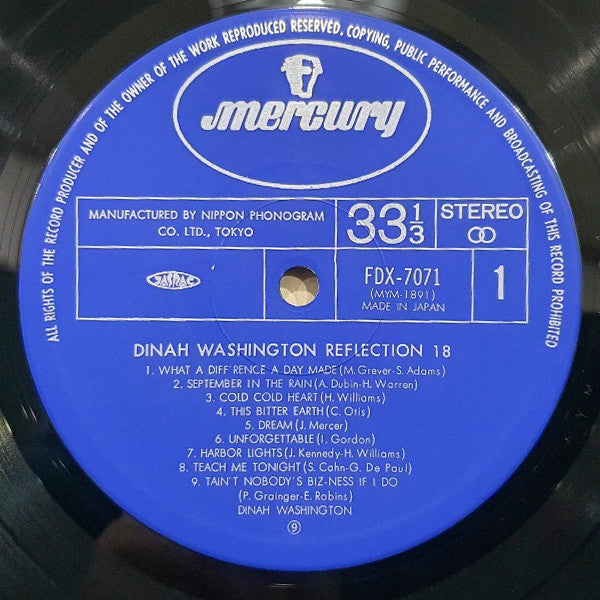 ALL RIGHTS OF THE RECORD PRODUCER AND OF THE OWNER OF THE WORK REPRODUCED RESERVED. COPYING, PUBLIC PERFORMANCE AND BROADCASTING OF THIS RECORD PROHIBITED
mercury
MANUFACTURED BY NIPPON PHONOGRAM
CO. LTD., TOKYO
33 1/3
STEREO
JASRAC
FDX-7071
(MYM-1891)
MADE IN JAPAN
1
DINAH WASHINGTON REFLECTION 18
1. WHAT A DIFF'RENCE A DAY MADE (M. Grever-S. Adams)
2. SEPTEMBER IN THE RAIN (A. Dubin-H. Warren)
3. COLD COLD HEART (H. Williams)
4. THIS BITTER EARTH (C. Otis)
5. DREAM (J. Mercer)
6. UNFORGETTABLE (I. Gordon)
7. HARBOR LIGHTS (J. Kennedy-H. Williams)
8. TEACH ME TONIGHT (S. Cahn-G. De Paul)
9. TAIN'T NOBODY'S BIZ-NESS IF I DO
(P. Grainger-E. Robins)
DINAH WASHINGTON
⑨